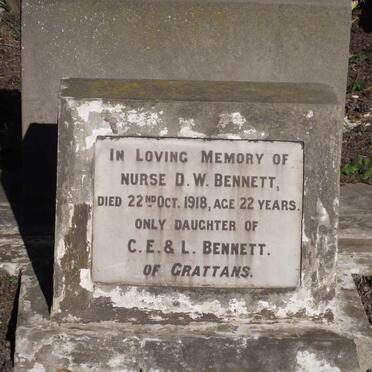 IN LOVING MEMORY OF
NURSE D.W. BENNETT,
DIED 22ND OCT. 1918, AGE 22 YEARS.
ONLY DAUGHTER OF
C.E. & L. BENNETT.
OF GRATTANS.